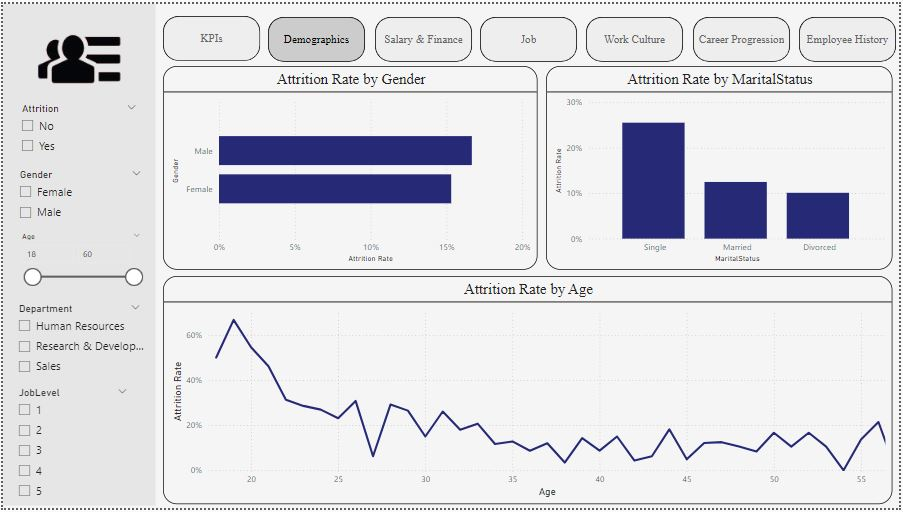 KPIs
Demographics
Salary & Finance
Job
Work Culture
Career Progression
Employee History
Attrition
No
Yes
Gender
Female
Male
Age
18 60
Department
Human Resources
Research & Develop...
Sales
JobLevel
1
2
3
4
5
Attrition Rate by Gender
Gender
Male
Female
0% 5% 10% 15% 20%
Attrition Rate
Attrition Rate by MaritalStatus
Attrition Rate
30%
20%
10%
0%
Single Married Divorced
MaritalStatus
Attrition Rate by Age
Attrition Rate
60%
40%
20%
0%
20 25 30 35 40 45 50 55
Age